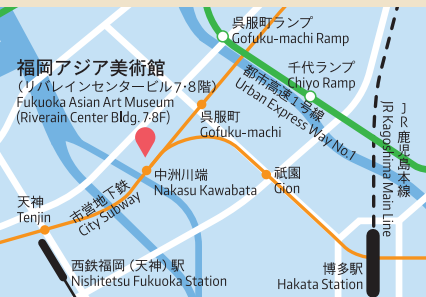 呉服町ランプ
Gofuku-machi Ramp
千代ランプ
Chiyo Ramp
都市高速1号線
Urban Express Way No.1
福岡アジア美術館
(リバレインセンタービル7・8階)
Fukuoka Asian Art Museum
(Riverain Center Bldg. 7·8F)
呉服町
Gofuku-machi
JR鹿児島本線
JR Kagoshima Main Line
中洲川端
Nakasu Kawabata
祇園
Gion
天神
Tenjin
市営地下鉄
City Subway
西鉄福岡(天神)駅
Nishitetsu Fukuoka Station
博多駅
Hakata Station